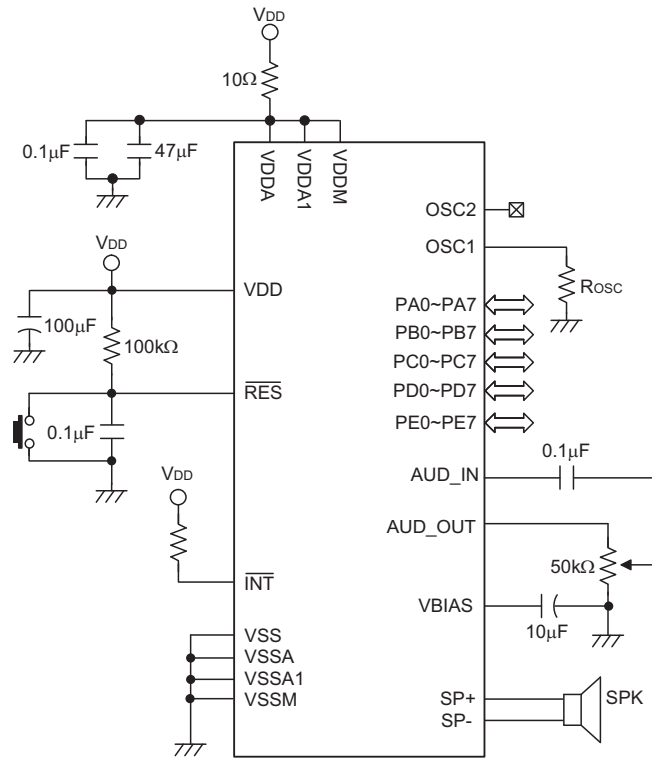 VDD
10Ω
0.1μF
47μF
VDDA
VDDA1
VDDM
OSC2
OSC1
ROSC
VDD
VDD
100μF
100kΩ
PA0~PA7
PB0~PB7
PC0~PC7
PD0~PD7
PE0~PE7
RES
0.1μF
VDD
INT
AUD_IN
0.1μF
AUD_OUT
50kΩ
VBIAS
10μF
VSS
VSSA
VSSA1
VSSM
SP+
SP-
SPK